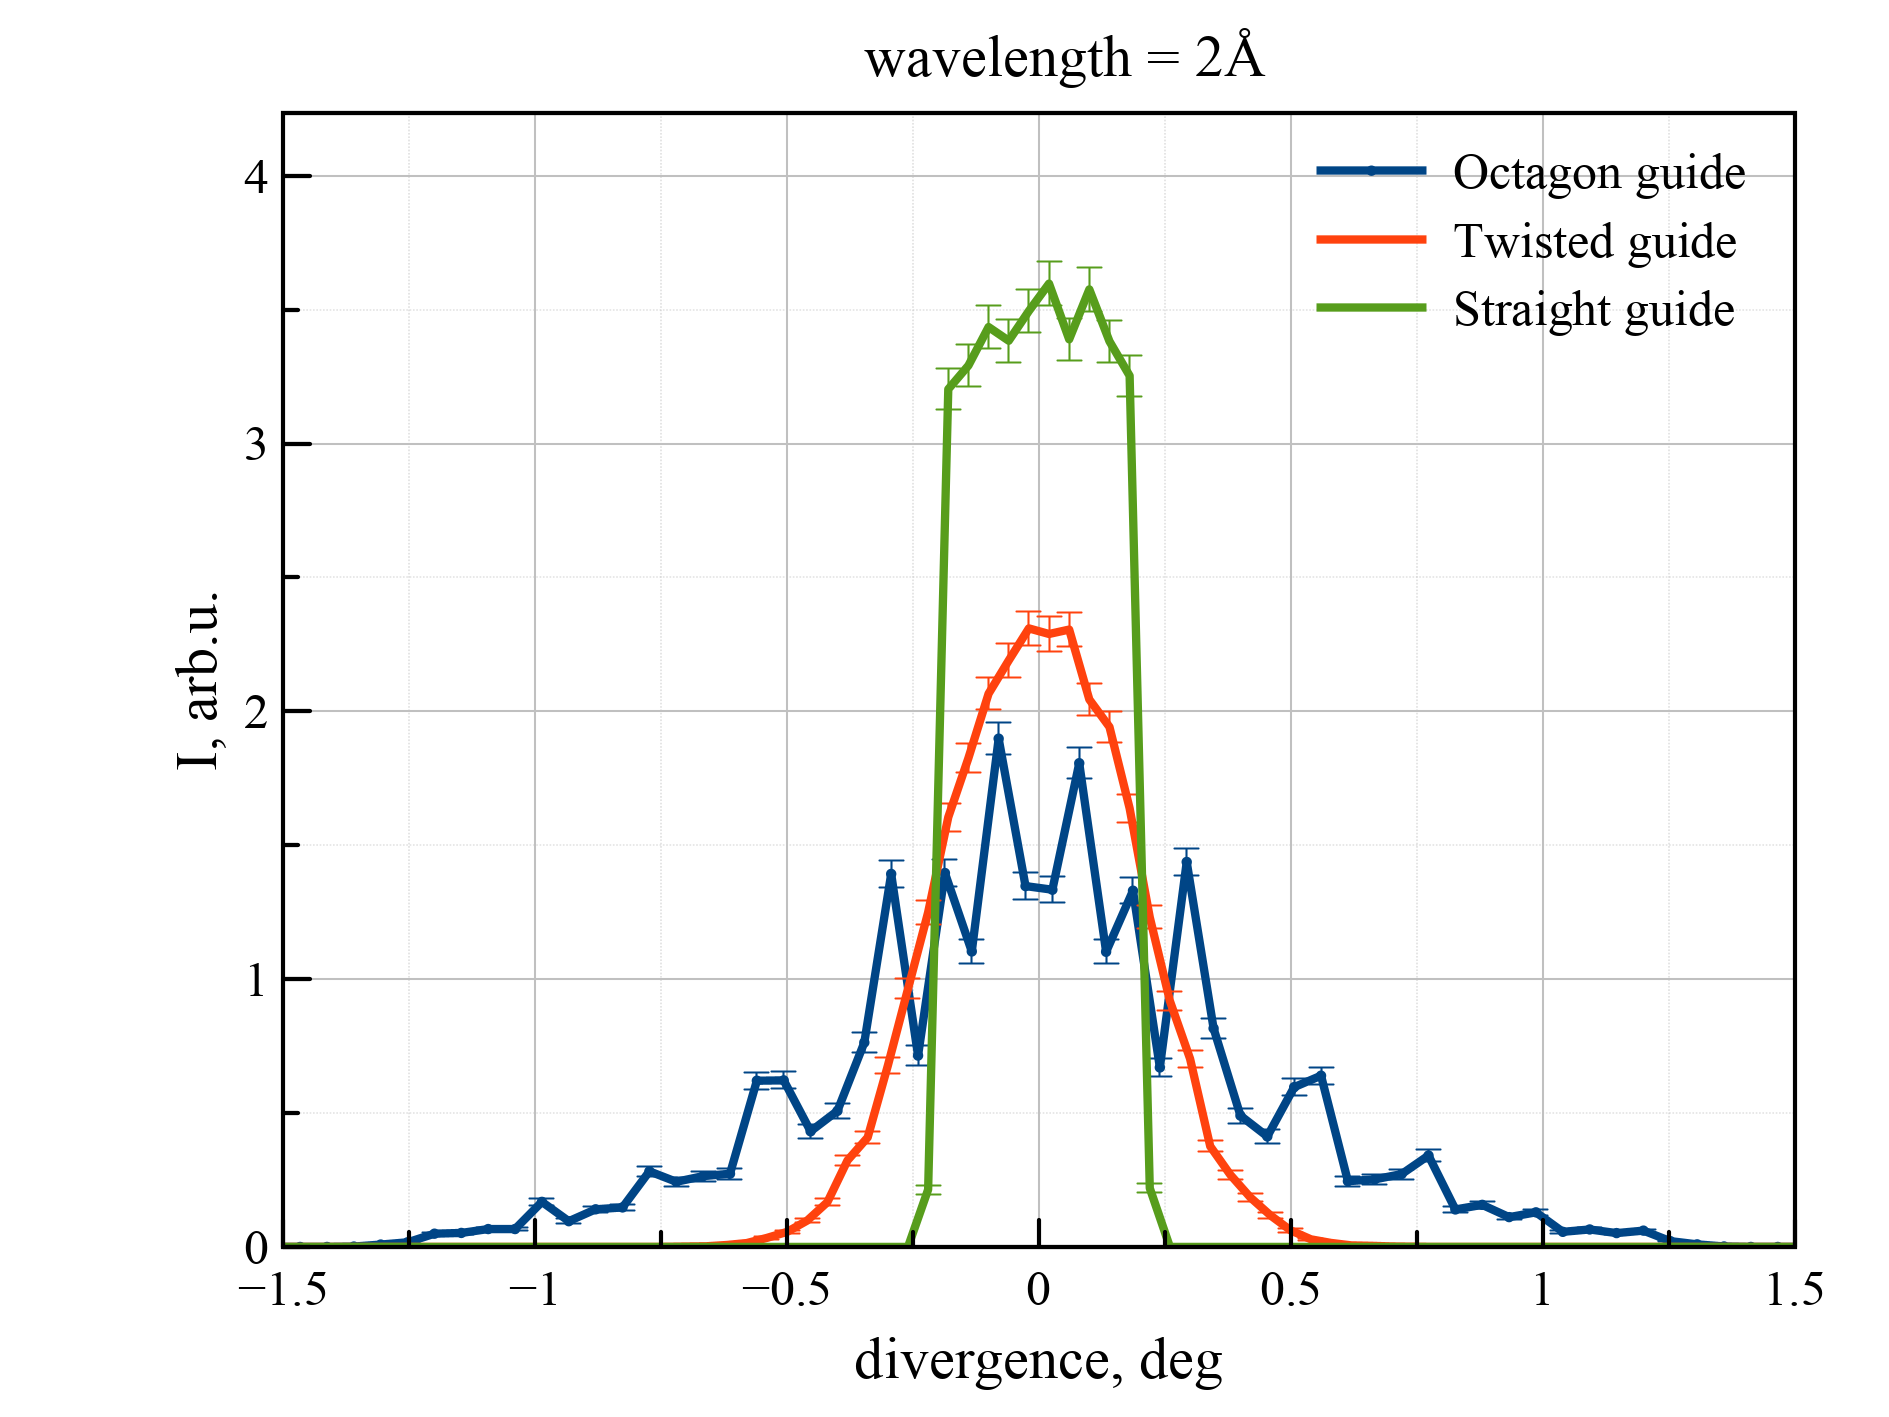 wavelength = 2Å
Octagon guide
Twisted guide
Straight guide
4
3
2
1
0
I, arb.u.
−1.5 −1 −0.5 0 0.5 1 1.5
divergence, deg